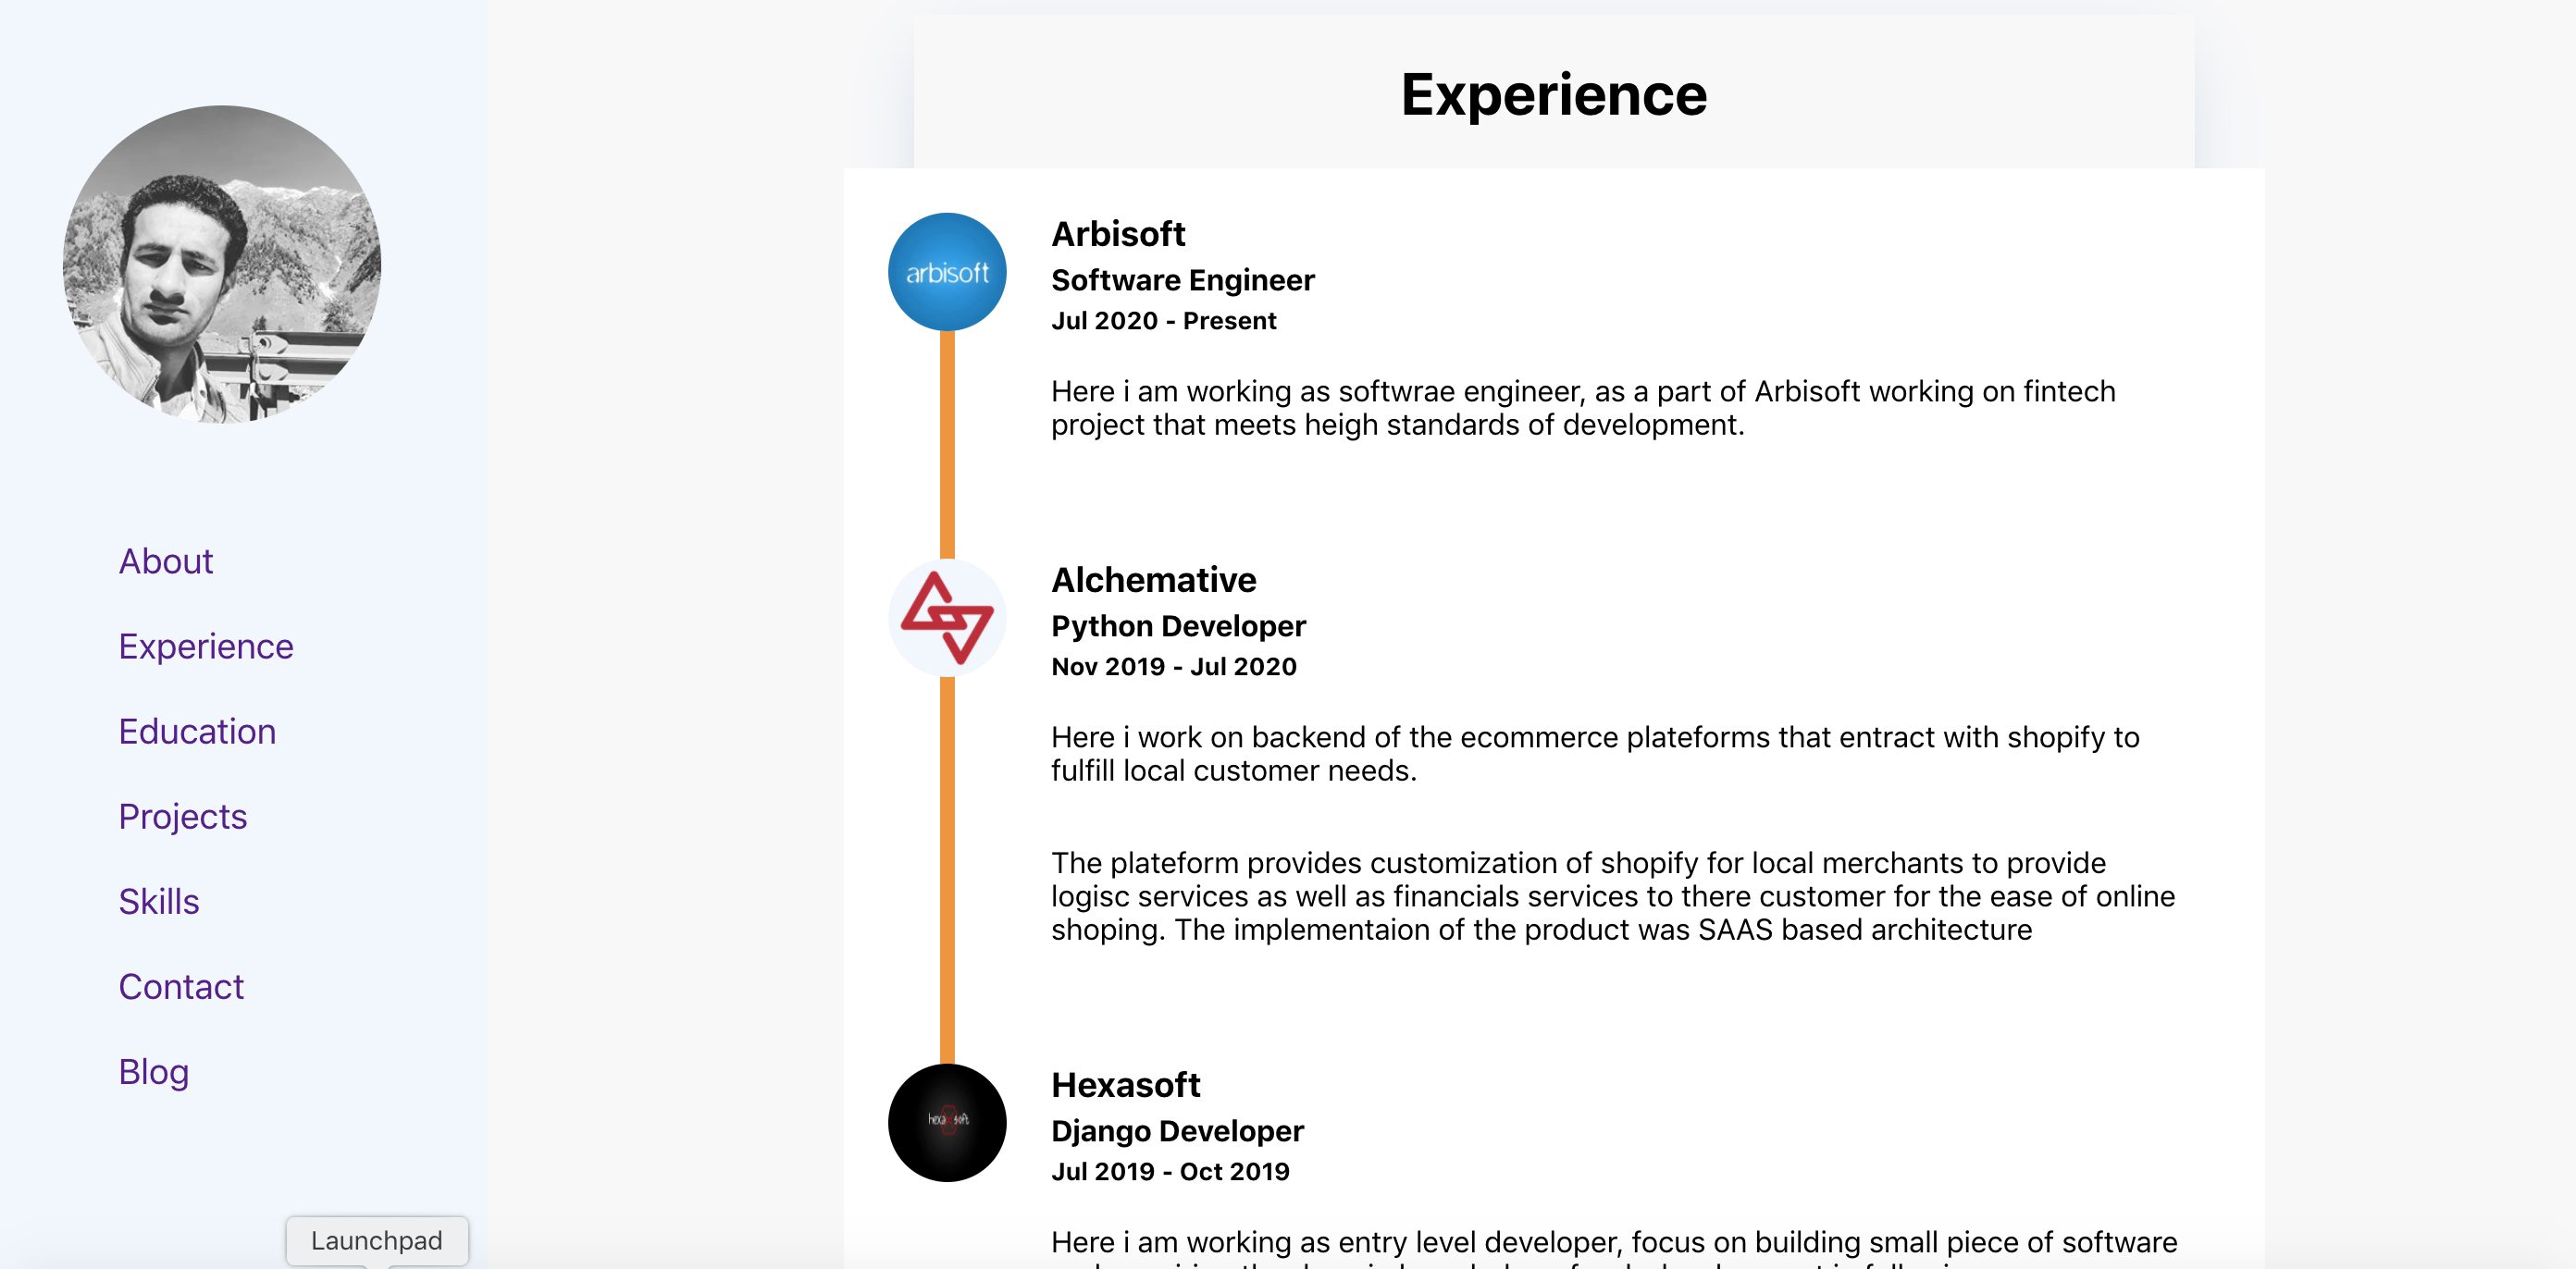 Experience
arbisoft
Arbisoft
Software Engineer
Jul 2020 - Present
Here i am working as softwrae engineer, as a part of Arbisoft working on fintech
project that meets heigh standards of development.
Alchemative
Python Developer
Nov 2019 - Jul 2020
Here i work on backend of the ecommerce plateforms that entract with shopify to
fulfill local customer needs.
The plateform provides customization of shopify for local merchants to provide
logisc services as well as financials services to there customer for the ease of online
shoping. The implementaion of the product was SAAS based architecture
hexa soft
Hexasoft
Django Developer
Jul 2019 - Oct 2019
Here i am working as entry level developer, focus on building small piece of software
About
Experience
Education
Projects
Skills
Contact
Blog
Launchpad